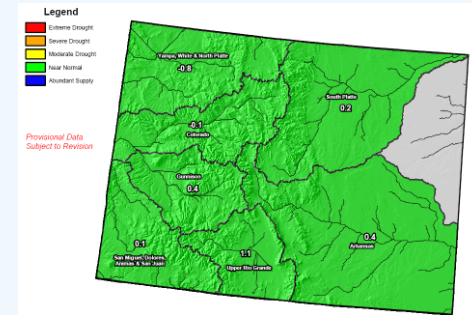 Legend
Extreme Drought
Severe Drought
Moderate Drought
Near Normal
Abundant Supply
Provisional Data
Subject to Revision
Yampa, White & North Platte
-0.8
South Platte
0.2
-0.1
Colorado
Gunnison
0.4
0.4
Arkansas
0.1
San Miguel, Dolores,
Animas & San Juan
1.1
Upper Rio Grande